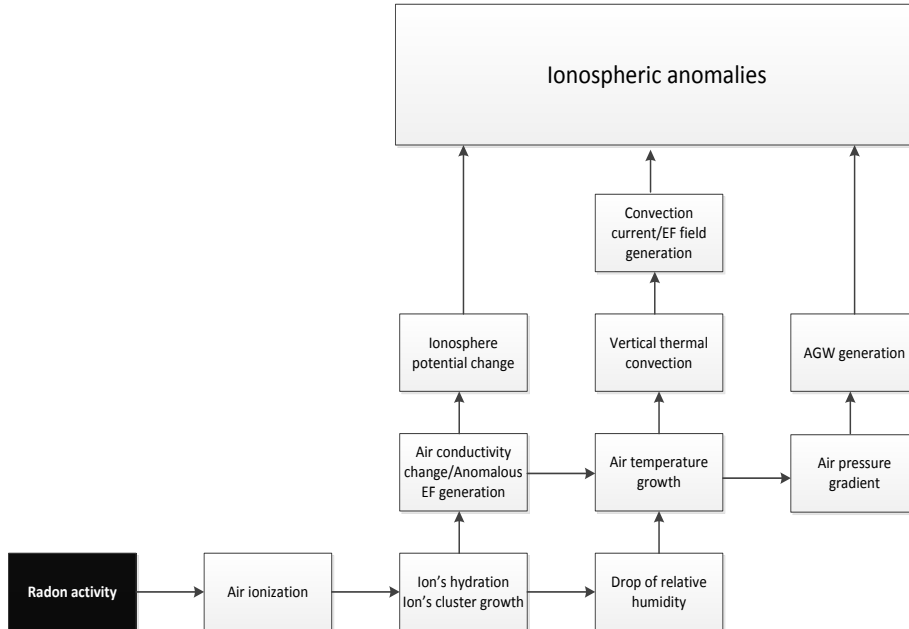 Ionospheric anomalies
Convection
current/EF field
generation
Ionosphere
potential change
Vertical thermal
convection
AGW generation
Air conductivity
change/Anomalous
EF generation
Air temperature
growth
Air pressure
gradient
Radon activity
Air ionization
Ion's hydration
Ion's cluster growth
Drop of relative
humidity